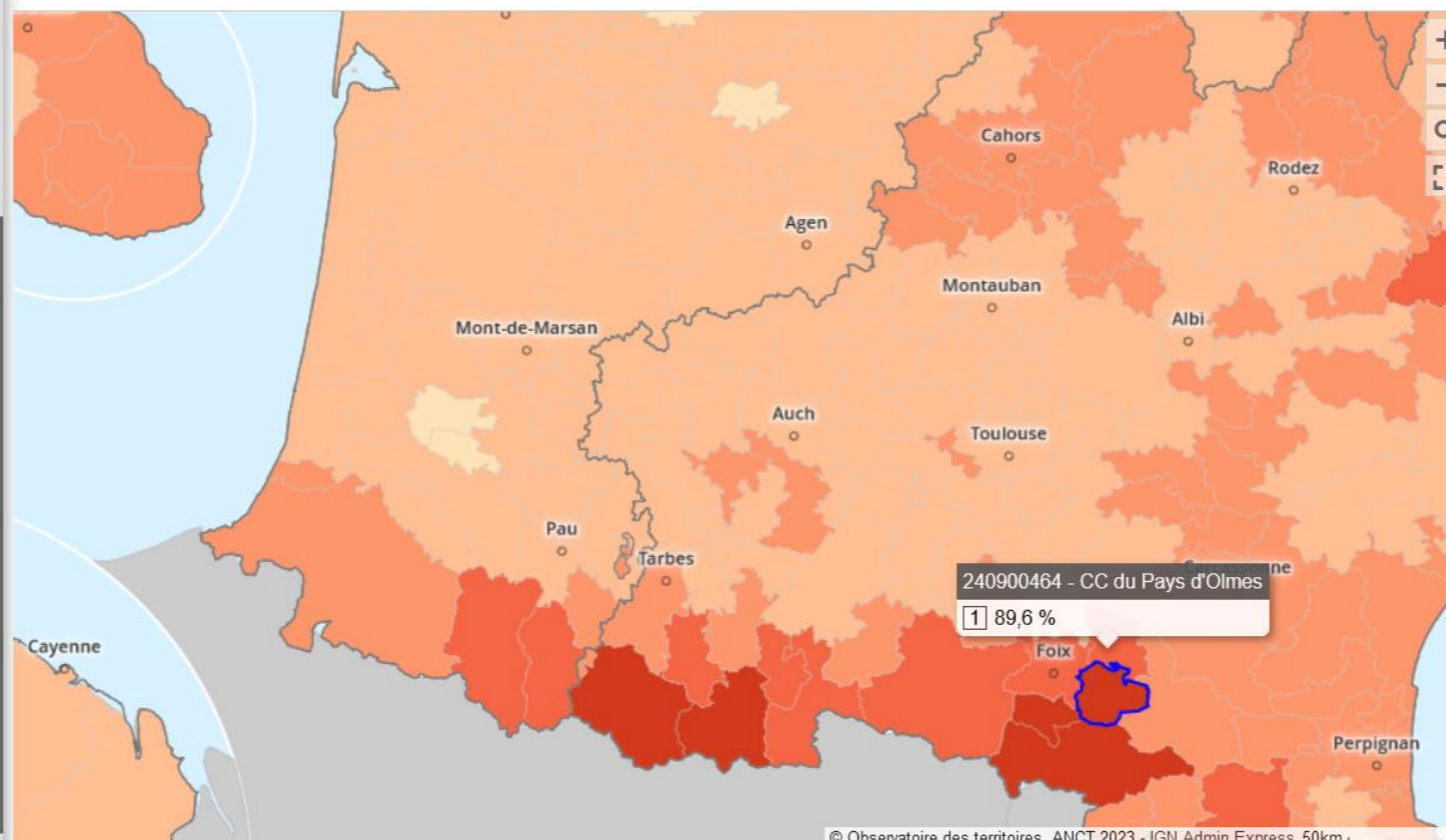 Cahors
Rodez
Agen
Montauban
Albi
Mont-de-Marsan
Auch
Toulouse
Pau
Tarbes
Carcassonne
240900464 - CC du Pays d'Olmes
1 89,6 %
Foix
Cayenne
Perpignan
© Observatoire des territoires, ANCT 2023 - IGN Admin Express, 50km -